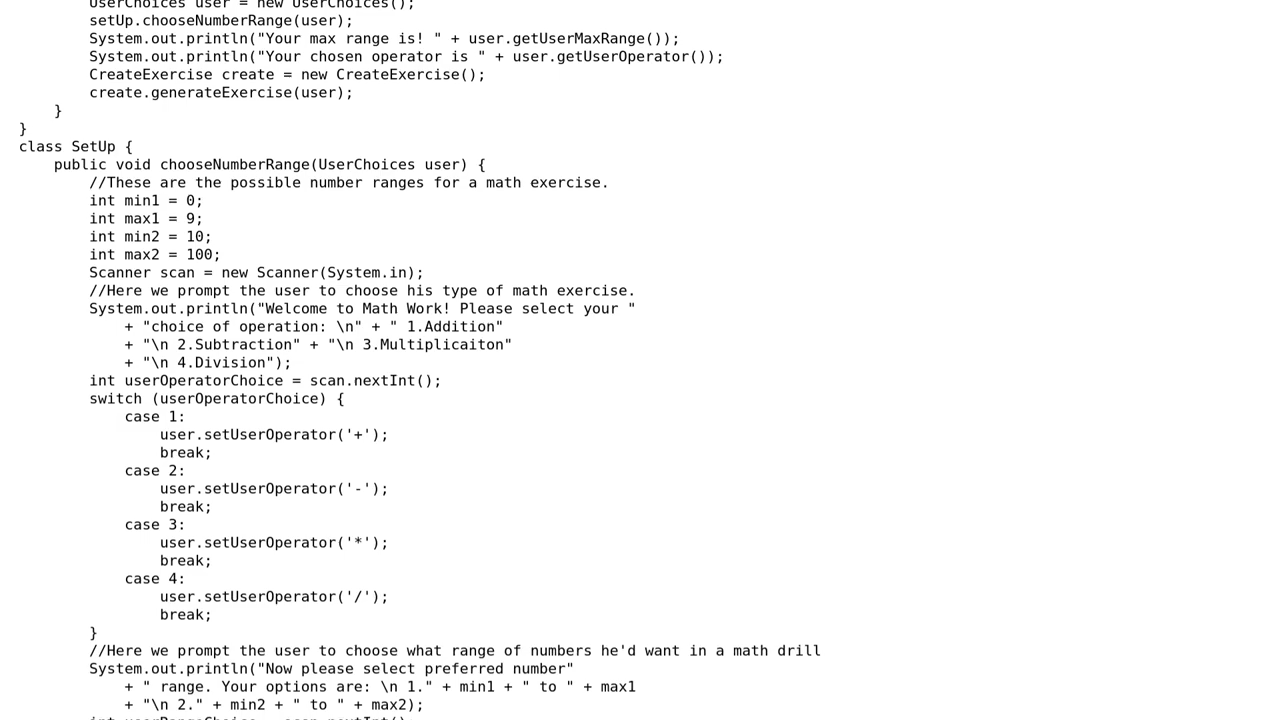 UserChoices user = new UserChoices();
setUp.chooseNumberRange(user);
System.out.println("Your max range is! " + user.getUserMaxRange());
System.out.println("Your chosen operator is " + user.getUserOperator());
CreateExercise create = new CreateExercise();
create.generateExercise(user);
}
}
class SetUp {
public void chooseNumberRange(UserChoices user) {
//These are the possible number ranges for a math exercise.
int min1 = 0;
int max1 = 9;
int min2 = 10;
int max2 = 100;
Scanner scan = new Scanner(System.in);
//Here we prompt the user to choose his type of math exercise.
System.out.println("Welcome to Math Work! Please select your "
+ "choice of operation: \n" + " 1.Addition"
+ "\n 2.Subtraction" + "\n 3.Multiplicaiton"
+ "\n 4.Division");
int userOperatorChoice = scan.nextInt();
switch (userOperatorChoice) {
case 1:
user.setUserOperator('+');
break;
case 2:
user.setUserOperator('-');
break;
case 3:
user.setUserOperator('*');
break;
case 4:
user.setUserOperator('/');
break;
}
//Here we prompt the user to choose what range of numbers he'd want in a math drill
System.out.println("Now please select preferred number"
+ " range. Your options are: \n 1." + min1 + " to " + max1
+ "\n 2." + min2 + " to " + max2);
int userRangeChoice = scan.nextInt();